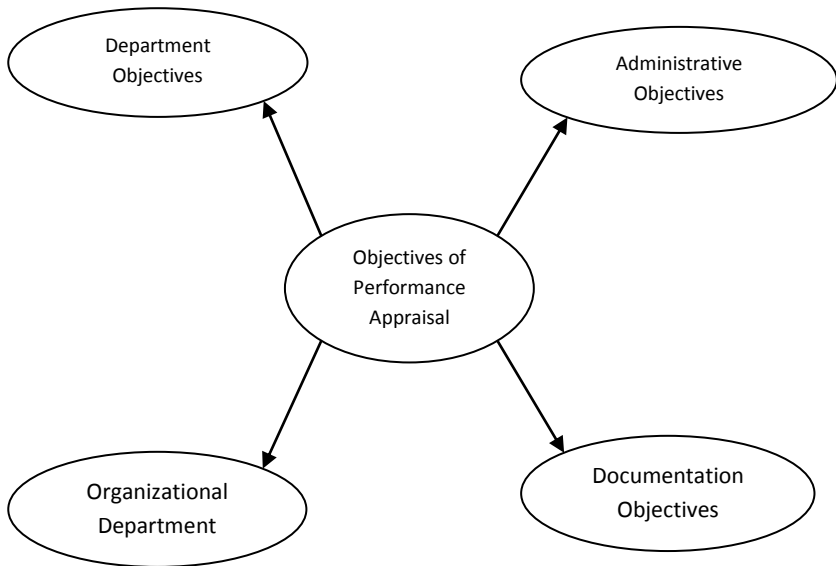 Department
Objectives
Administrative
Objectives
Objectives of
Performance
Appraisal
Organizational
Department
Documentation
Objectives